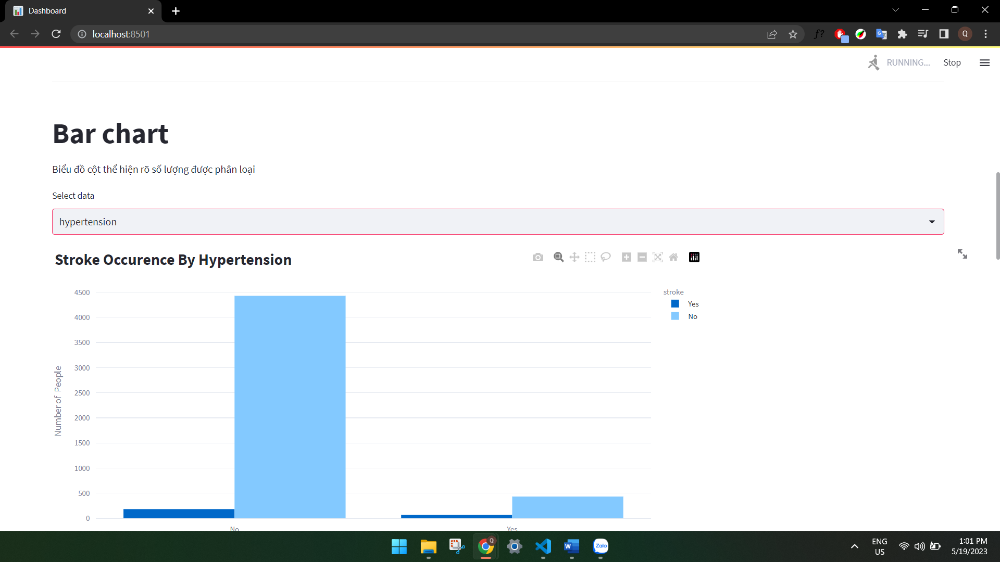 Dashboard
localhost:8501
f?
Q
RUNNING...
Stop
Bar chart
Biểu đồ cột thể hiện rõ số lượng được phân loại
Select data
hypertension
Stroke Occurence By Hypertension
4500
4000
3500
3000
2500
2000
1500
1000
500
0
Number of People
No
Yes
stroke
Yes
No
Q
W
Zalo
ENG
US
1:01 PM
5/19/2023